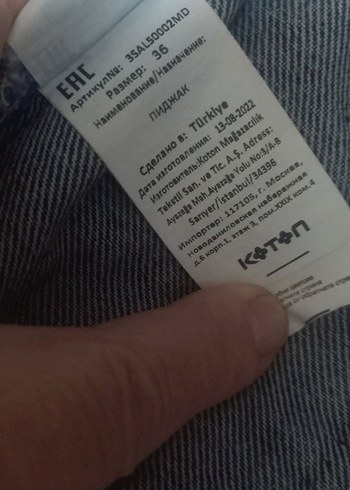 EAC
Артикул№: 3SAL50002MD
Размер: 36
Наименование/Назначение:
ПИДЖАК
Сделано в: Türkiye
Дата изготовления: 13-08-2022
Изготовитель:Koton Mağazacılık
Tekstil San. ve Tic. A.Ş. Adress:
Ayazağa Mah.Ayazağa Yolu No:3/A-B
Sarıyer/İstanbul/34396
Импортер: 117105, г. Москва,
Новоданиловская набережная
д.6 корп.1, этаж 3, пом.XXIX ком.4
KOTON